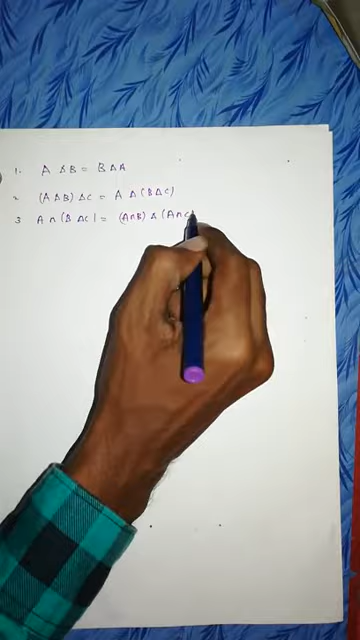 1. A Δ B = B Δ A
2. (A Δ B) Δ C = A Δ (B Δ C)
3 A ∩ (B Δ C) = (A∩B) Δ (A∩C)